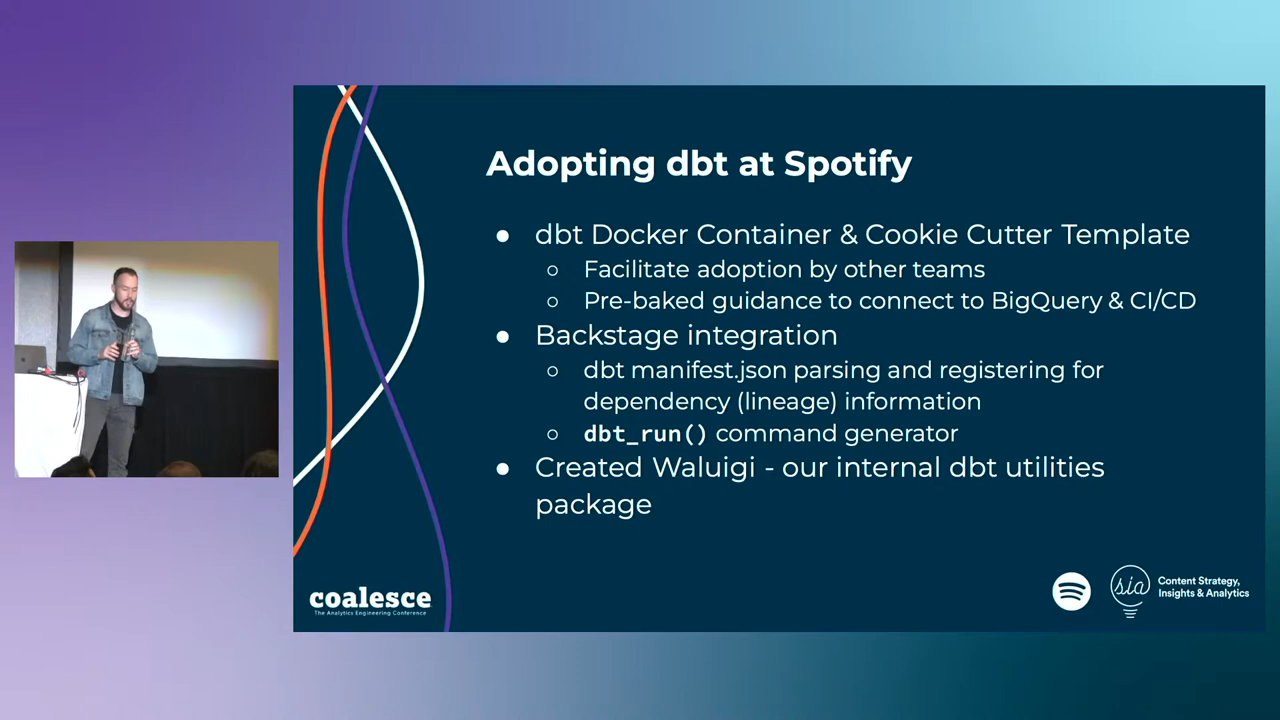 Adopting dbt at Spotify
● dbt Docker Container & Cookie Cutter Template
○ Facilitate adoption by other teams
○ Pre-baked guidance to connect to BigQuery & CI/CD
● Backstage integration
○ dbt manifest.json parsing and registering for
dependency (lineage) information
○ dbt_run() command generator
● Created Waluigi - our internal dbt utilities
package
coalesce
The Analytics Engineering Conference
sia
Content Strategy,
Insights & Analytics